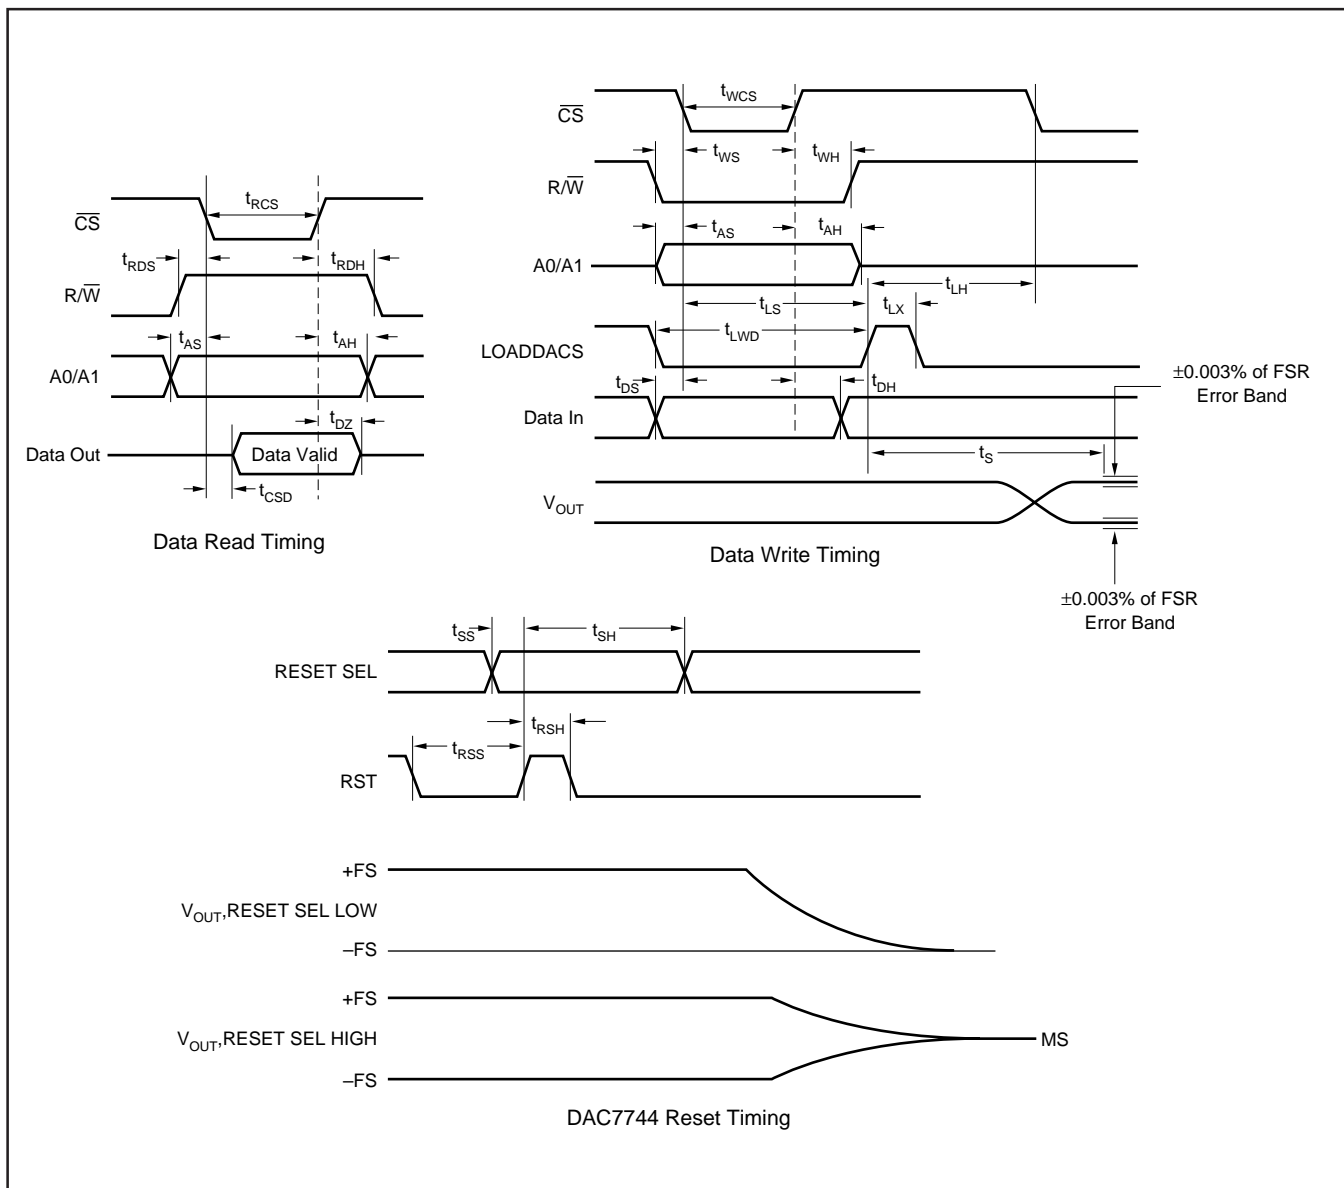 CS
tRCS
tRDS
tRDH
R/W
tAS
tAH
A0/A1
tDZ
Data Out
Data Valid
tCSD
Data Read Timing
CS
tWCS
tWS
tWH
R/W
tAS
tAH
A0/A1
tLH
tLS
tLX
tLWD
LOADDACS
tDS
tDH
Data In
tS
VOUT
±0.003% of FSR
Error Band
±0.003% of FSR
Error Band
Data Write Timing
tSS
tSH
RESET SEL
tRSH
tRSS
RST
+FS
VOUT,RESET SEL LOW
–FS
+FS
VOUT,RESET SEL HIGH
MS
–FS
DAC7744 Reset Timing